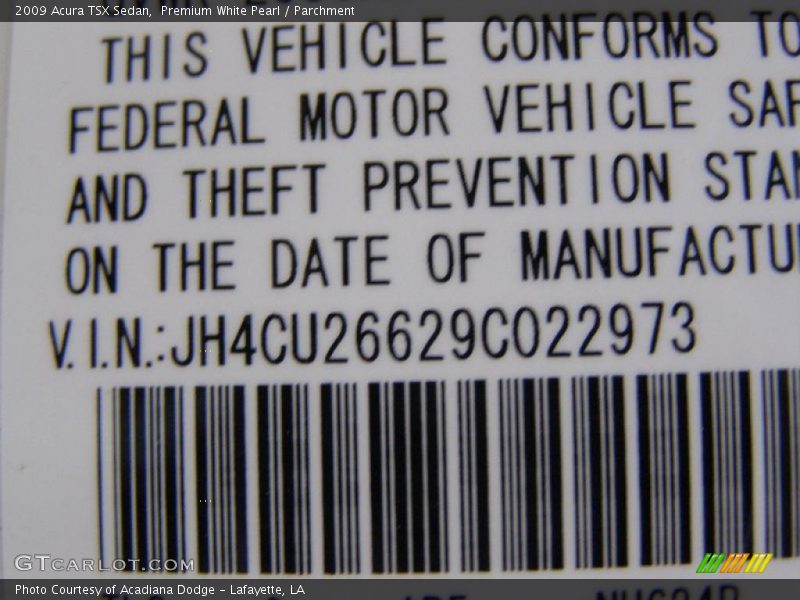 2009 Acura TSX Sedan,  Premium White Pearl / Parchment
THIS VEHICLE CONFORMS TO
FEDERAL MOTOR VEHICLE SAF
AND THEFT PREVENTION STAN
ON THE DATE OF MANUFACTU
V.I.N.:JH4CU26629C022973
GTCARLOT.COM
Photo Courtesy of Acadiana Dodge - Lafayette, LA